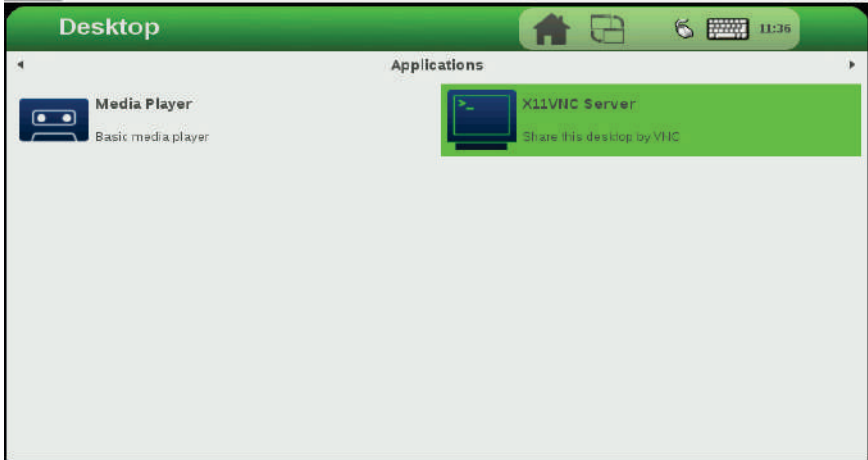 Desktop
11:36
Applications
Media Player
Basic media player
>_
X11VNC Server
Share this desktop by VNC